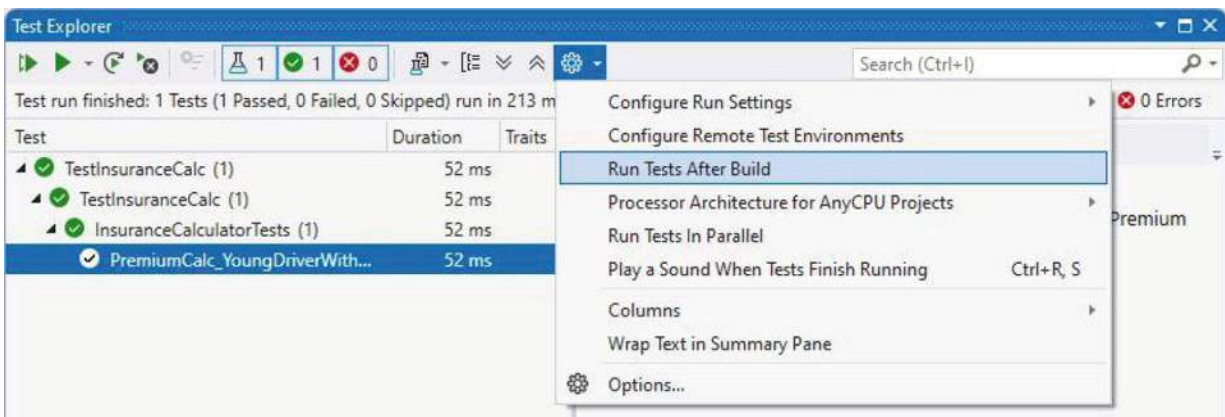 Test Explorer
1 1 0 Search (Ctrl+I)
Test run finished: 1 Tests (1 Passed, 0 Failed, 0 Skipped) run in 213 m 0 Errors
Test Duration Traits
TestInsuranceCalc (1) 52 ms
TestInsuranceCalc (1) 52 ms
InsuranceCalculatorTests (1) 52 ms
PremiumCalc_YoungDriverWith... 52 ms
Configure Run Settings
Configure Remote Test Environments
Run Tests After Build
Processor Architecture for AnyCPU Projects
Run Tests In Parallel
Play a Sound When Tests Finish Running Ctrl+R, S
Columns
Wrap Text in Summary Pane
Options...
Premium